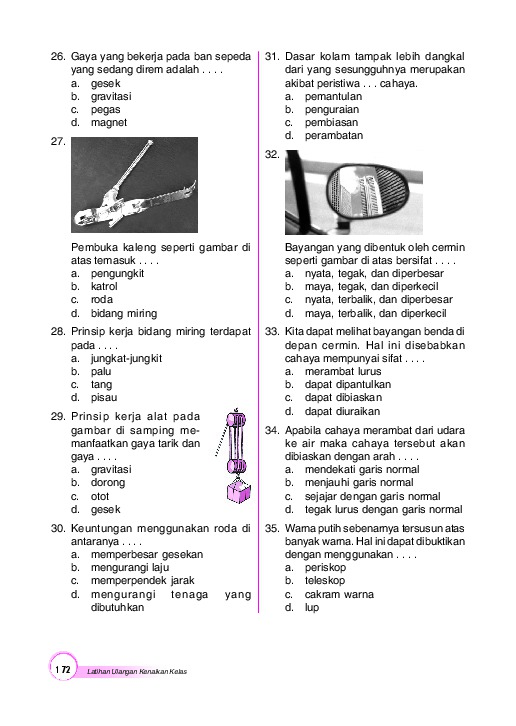 26. Gaya yang bekerja pada ban sepeda
yang sedang direm adalah . . . .
a. gesek
b. gravitasi
c. pegas
d. magnet
27.
Pembuka kaleng seperti gambar di
atas temasuk . . . .
a. pengungkit
b. katrol
c. roda
d. bidang miring
28. Prinsip kerja bidang miring terdapat
pada . . . .
a. jungkat-jungkit
b. palu
c. tang
d. pisau
29. Prinsip kerja alat pada
gambar di samping me-
manfaatkan gaya tarik dan
gaya . . . .
a. gravitasi
b. dorong
c. otot
d. gesek
30. Keuntungan menggunakan roda di
antaranya . . . .
a. memperbesar gesekan
b. mengurangi laju
c. memperpendek jarak
d. mengurangi tenaga yang
dibutuhkan
31. Dasar kolam tampak lebih dangkal
dari yang sesungguhnya merupakan
akibat peristiwa . . . cahaya.
a. pemantulan
b. penguraian
c. pembiasan
d. perambatan
32.
Bayangan yang dibentuk oleh cermin
seperti gambar di atas bersifat . . . .
a. nyata, tegak, dan diperbesar
b. maya, tegak, dan diperkecil
c. nyata, terbalik, dan diperbesar
d. maya, terbalik, dan diperkecil
33. Kita dapat melihat bayangan benda di
depan cermin. Hal ini disebabkan
cahaya mempunyai sifat . . . .
a. merambat lurus
b. dapat dipantulkan
c. dapat dibiaskan
d. dapat diuraikan
34. Apabila cahaya merambat dari udara
ke air maka cahaya tersebut akan
dibiaskan dengan arah . . . .
a. mendekati garis normal
b. menjauhi garis normal
c. sejajar dengan garis normal
d. tegak lurus dengan garis normal
35. Warna putih sebenarnya tersusun atas
banyak warna. Hal ini dapat dibuktikan
dengan menggunakan . . . .
a. periskop
b. teleskop
c. cakram warna
d. lup
172
Latihan Ulangan Kenaikan Kelas